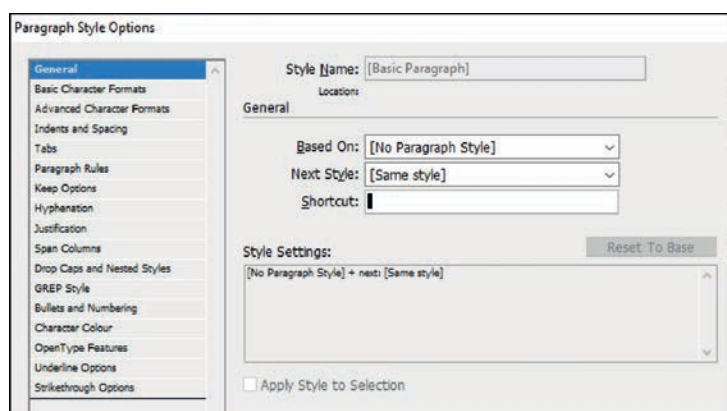 Paragraph Style Options
General
Basic Character Formats
Advanced Character Formats
Indents and Spacing
Tabs
Paragraph Rules
Keep Options
Hyphenation
Justification
Span Columns
Drop Caps and Nested Styles
GREP Style
Bullets and Numbering
Character Colour
OpenType Features
Underline Options
Strikethrough Options
Style Name: [Basic Paragraph]
Location:
General
Based On: [No Paragraph Style]
Next Style: [Same style]
Shortcut:
Style Settings: Reset To Base
[No Paragraph Style] + next: [Same style]
Apply Style to Selection